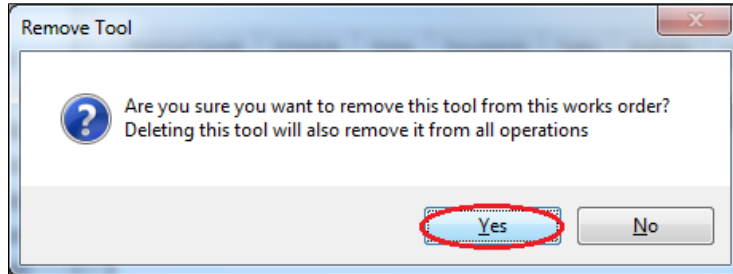 Remove Tool
Are you sure you want to remove this tool from this works order?
Deleting this tool will also remove it from all operations
Yes
No